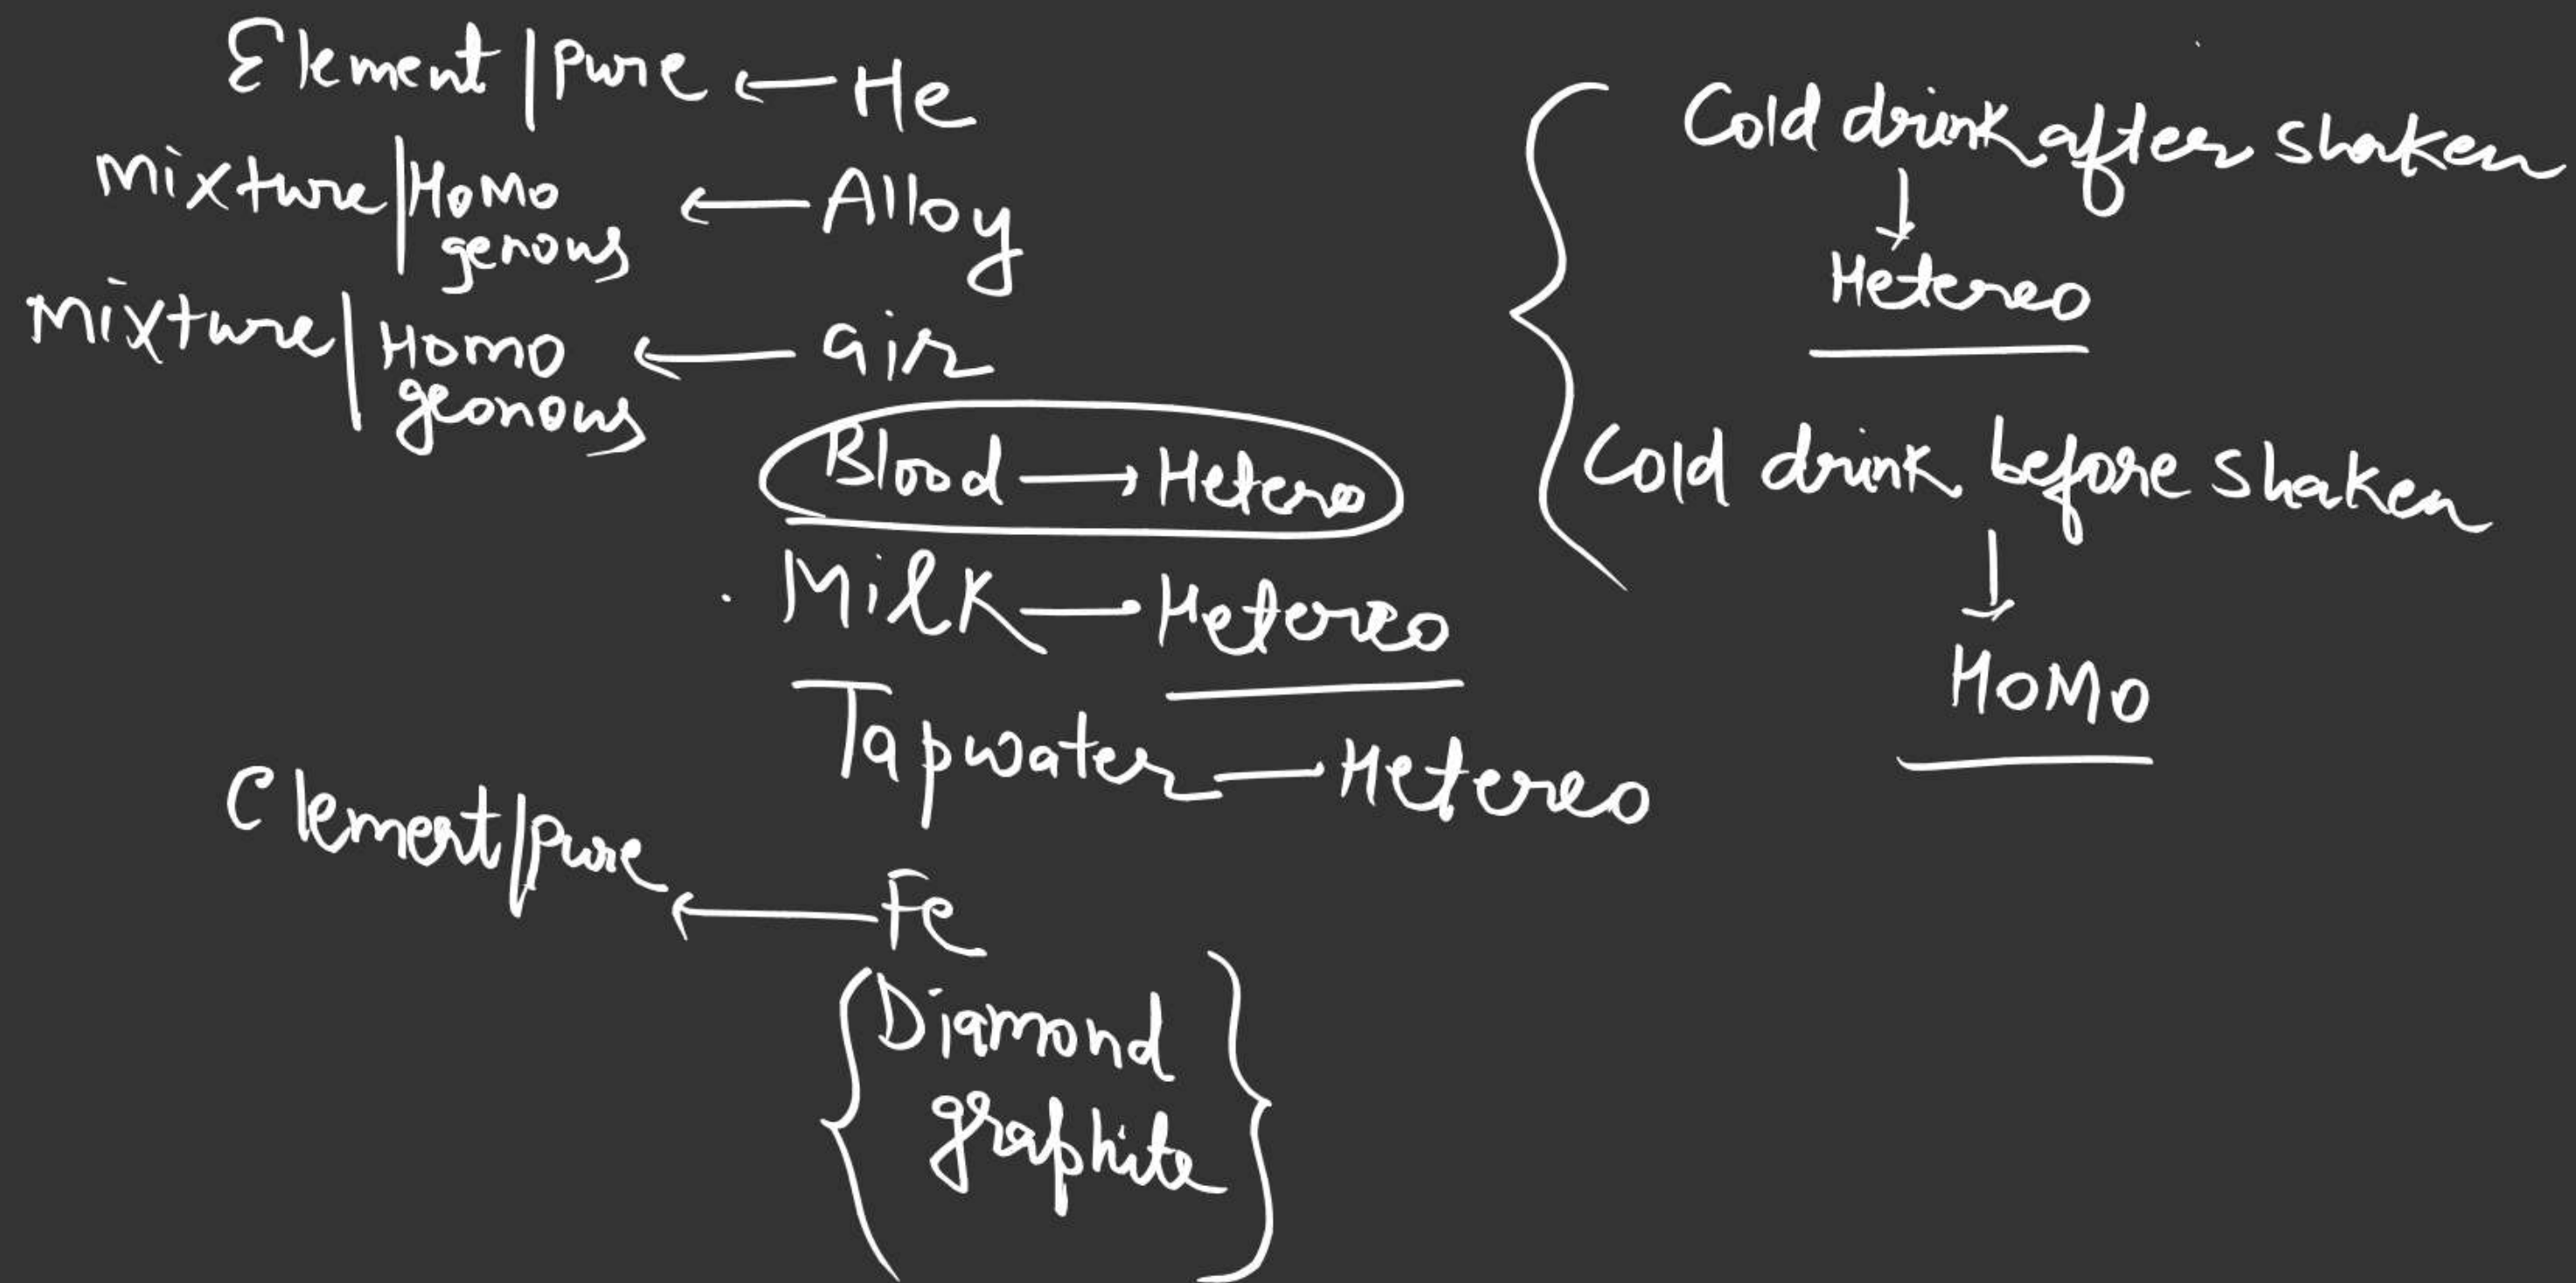 Element | pure ← He
Mixture | Homo genous ← Alloy
Mixture | Homo geonous ← air
Blood → Hetero
Milk — Hetereo
Tapwater — Hetereo
Element | pure ← Fe
Diamond
graphite
Cold drink after shaken
↓
Hetereo
Cold drink before shaken
↓
HoMo